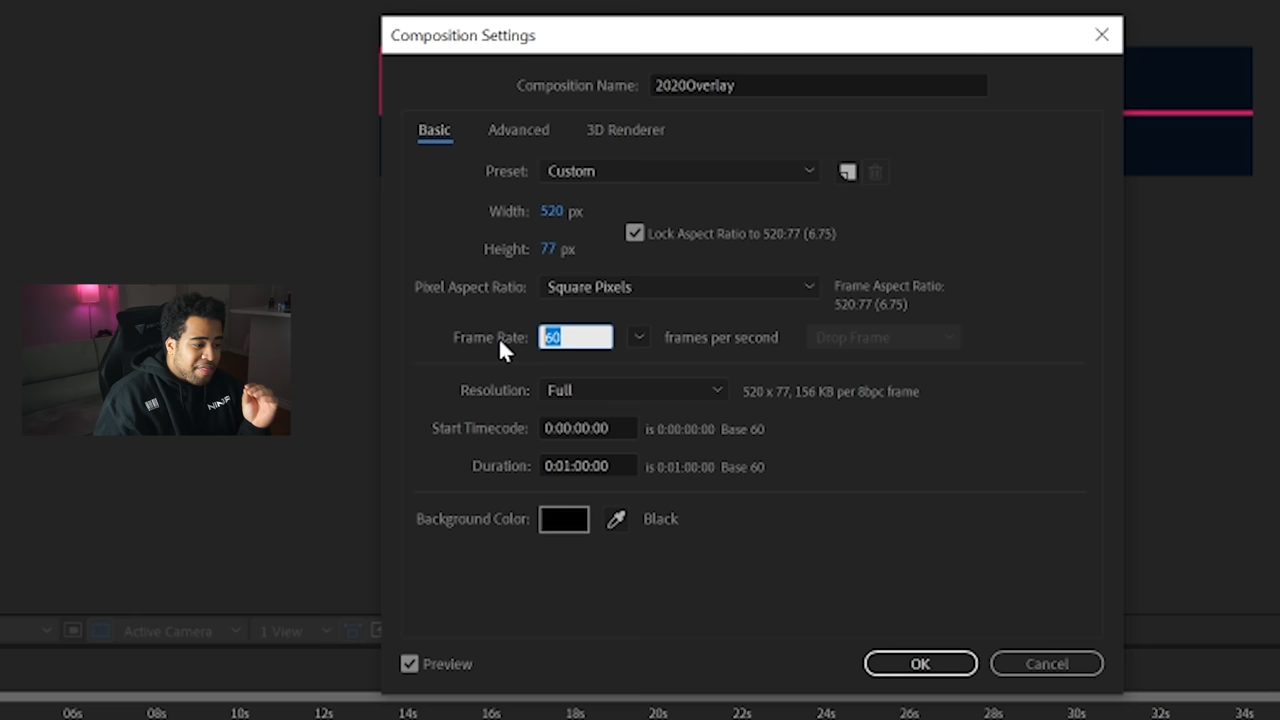 Composition Settings
Composition Name: 2020Overlay
Basic Advanced 3D Renderer
Preset: Custom
Width: 520 px
Lock Aspect Ratio to 520:77 (6.75)
Height: 77 px
Pixel Aspect Ratio: Square Pixels
Frame Aspect Ratio:
520:77 (6.75)
Frame Rate: 60 frames per second Drop Frame
Resolution: Full 520 x 77, 156 KB per 8bpc frame
Start Timecode: 0:00:00:00 is 0:00:00:00 Base 60
Duration: 0:01:00:00 is 0:01:00:00 Base 60
Background Color: Black
Active Camera 1 View
Preview OK Cancel
06s 08s 10s 12s 14s 16s 18s 20s 22s 24s 26s 28s 30s 32s 34s